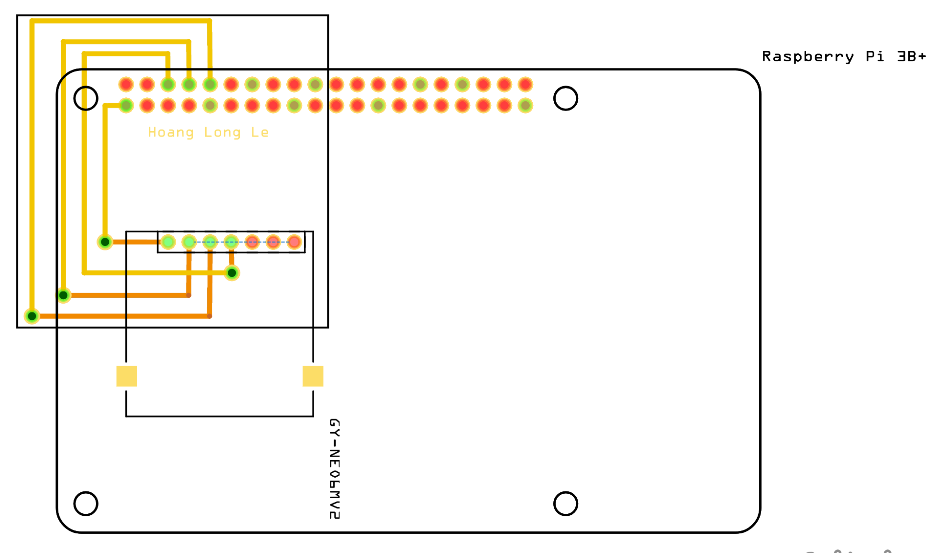 Raspberry Pi 3B+
Hoang Long Le
GY-NEO6MV2